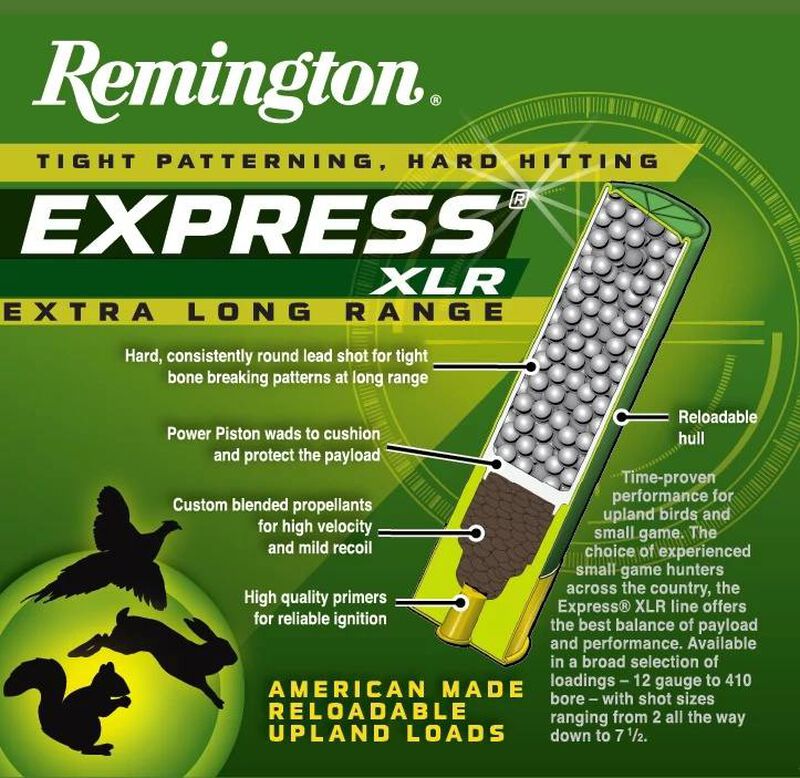 Remington®
TIGHT PATTERNING, HARD HITTING
EXPRESS®
XLR
EXTRA LONG RANGE
Hard, consistently round lead shot for tight
bone breaking patterns at long range
Reloadable
hull
Power Piston wads to cushion
and protect the payload
Custom blended propellants
for high velocity
and mild recoil
High quality primers
for reliable ignition
Time-proven
performance for
upland birds and
small game. The
choice of experienced
small game hunters
across the country, the
Express® XLR line offers
the best balance of payload
and performance. Available
in a broad selection of
loadings – 12 gauge to 410
bore – with shot sizes
ranging from 2 all the way
down to 7 ½.
AMERICAN MADE
RELOADABLE
UPLAND LOADS